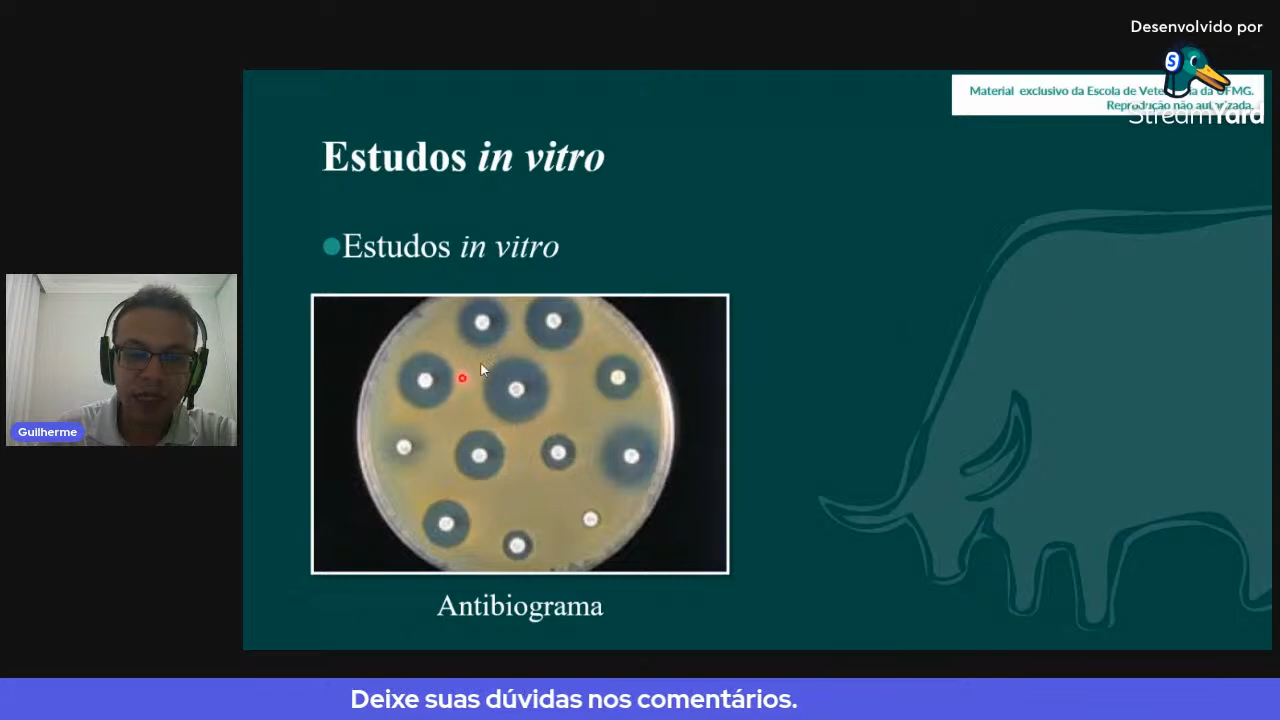 Desenvolvido por
S
Material exclusivo da Escola de Veterinária da UFMG.
Reprodução não autorizada.
StreamYard
Estudos in vitro
Estudos in vitro
Guilherme
Antibiograma
Deixe suas dúvidas nos comentários.